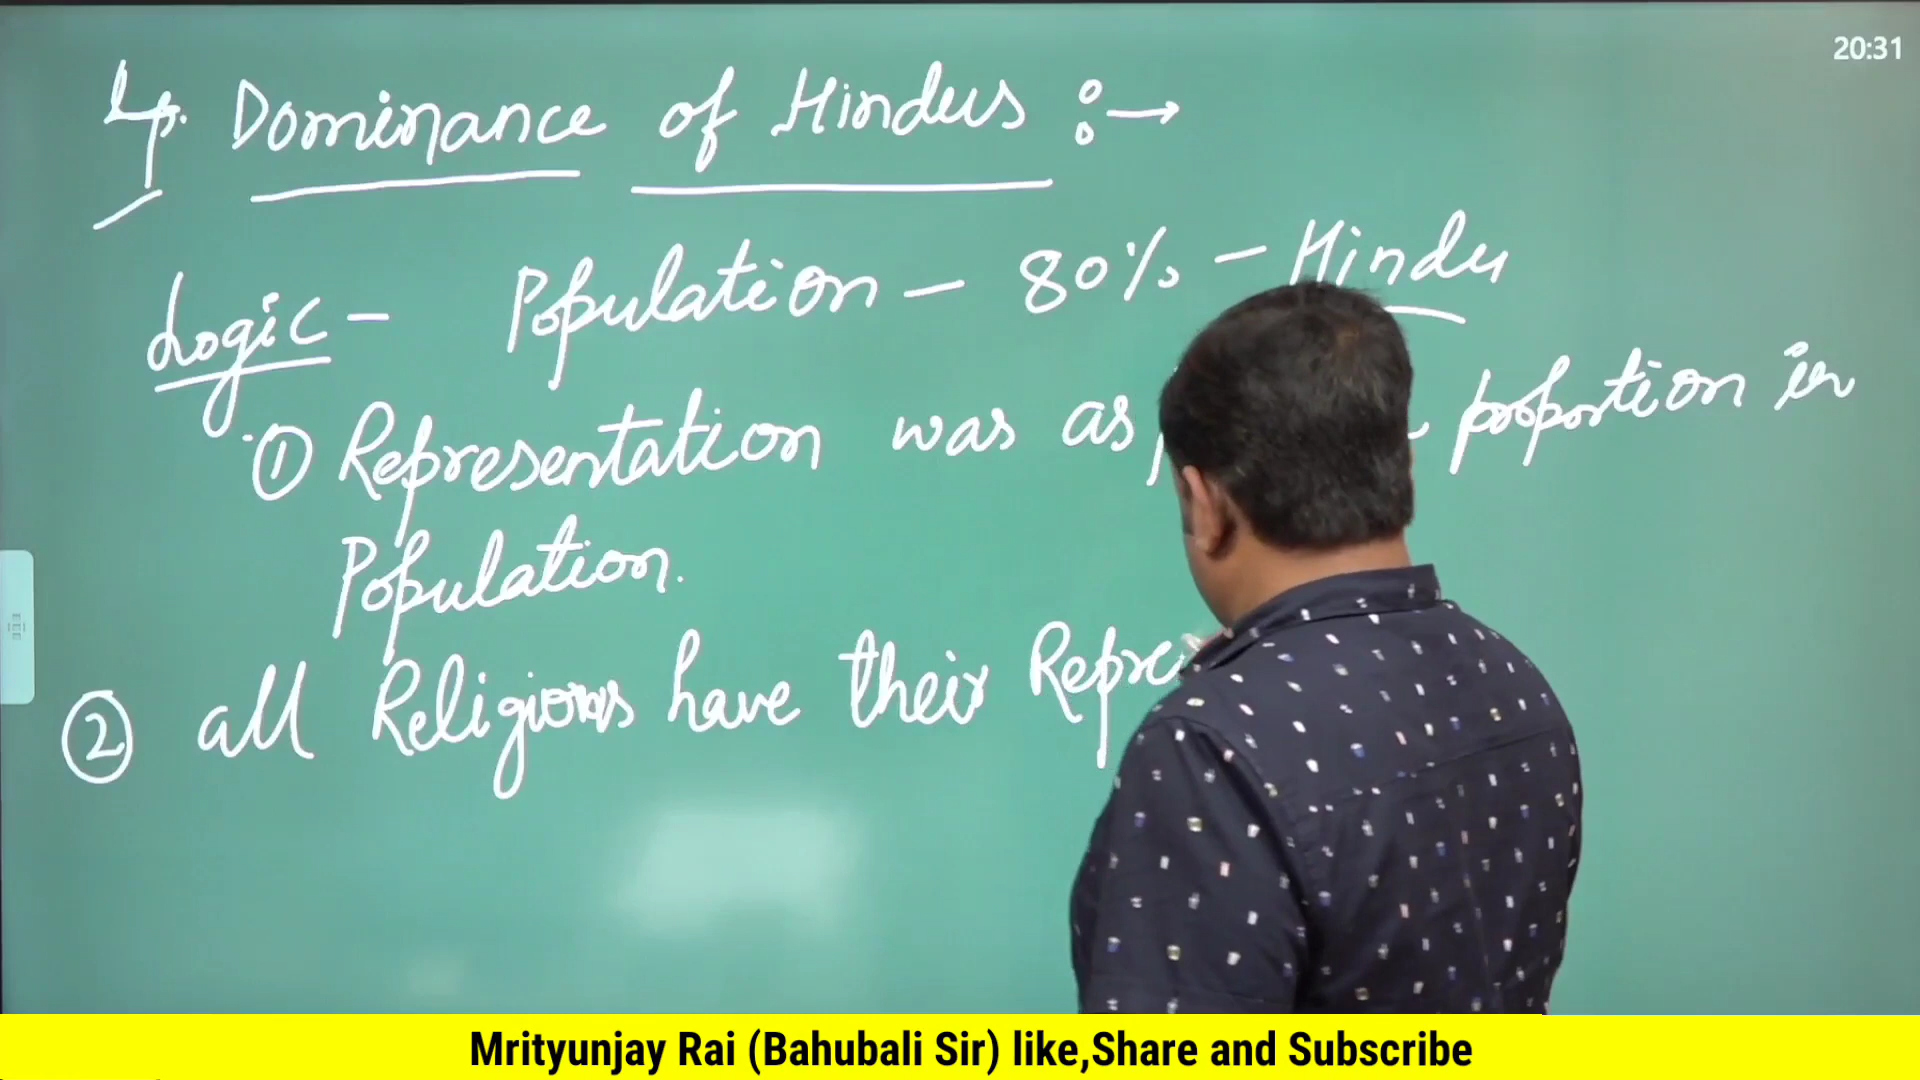 20:31
4. Dominance of Hindus :→
Logic - Population - 80% - Hindu
① Representation was as proportion in
Population.
② all Religions have their Repre
Mrityunjay Rai (Bahubali Sir) like,Share and Subscribe